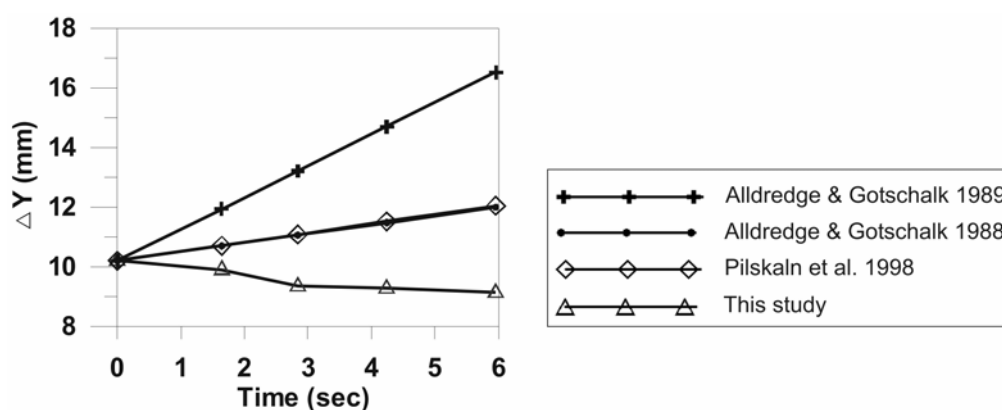 18
16
14
12
10
8
△ Y (mm)
0 1 2 3 4 5 6
Time (sec)
Alldredge & Gotschalk 1989
Alldredge & Gotschalk 1988
Pilskaln et al. 1998
This study